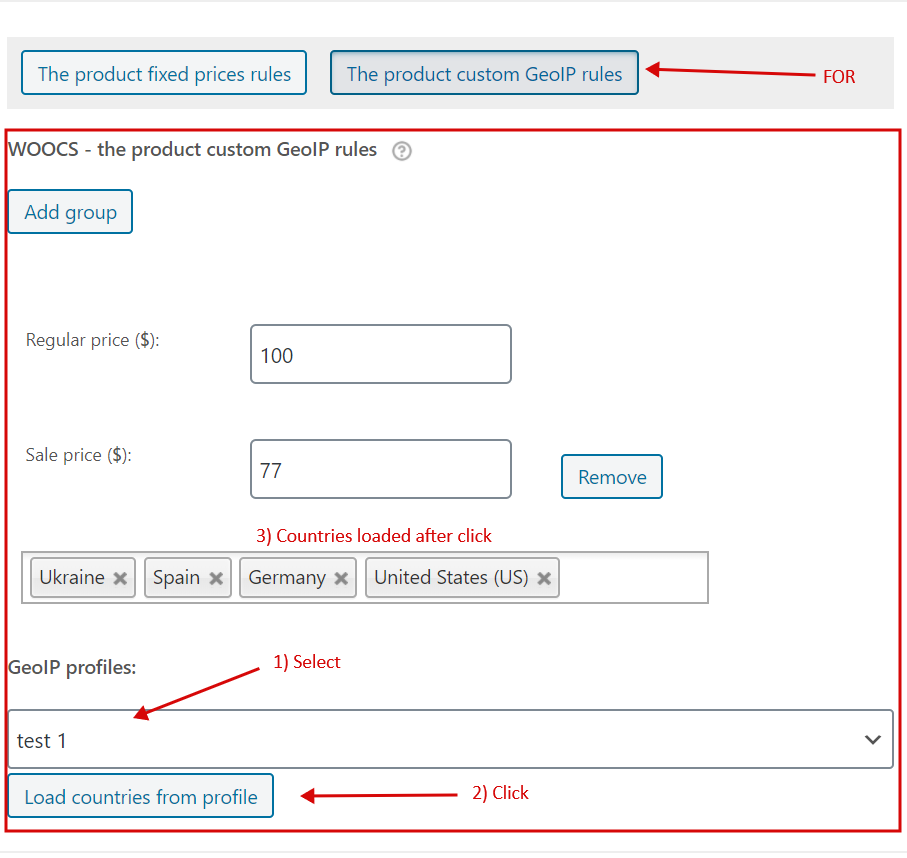 The product fixed prices rules
The product custom GeoIP rules
FOR
WOOCS - the product custom GeoIP rules ?
Add group
Regular price ($):
100
Sale price ($):
77
Remove
3) Countries loaded after click
Ukraine × Spain × Germany × United States (US) ×
1) Select
GeoIP profiles:
test 1
Load countries from profile
2) Click